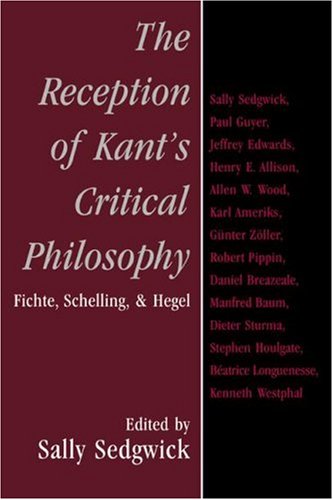 The
Reception
of Kant's
Critical
Philosophy
Fichte, Schelling, & Hegel
Edited by
Sally Sedgwick
Sally Sedgwick,
Paul Guyer,
Jeffrey Edwards,
Henry E. Allison,
Allen W. Wood,
Karl Ameriks,
Günter Zöller,
Robert Pippin,
Daniel Breazeale,
Manfred Baum,
Dieter Sturma,
Stephen Houlgate,
Béatrice Longuenesse,
Kenneth Westphal